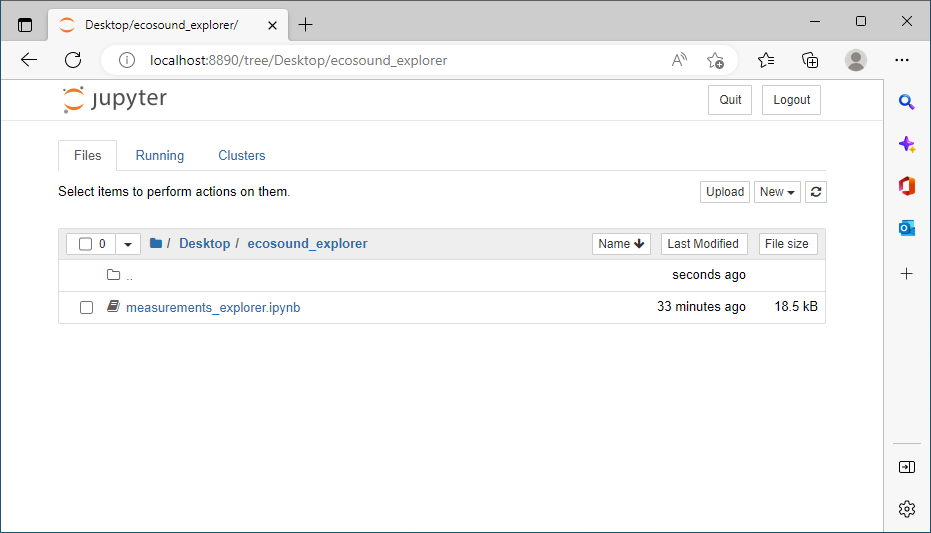 Desktop/ecosound_explorer/
localhost:8890/tree/Desktop/ecosound_explorer
jupyter
Quit
Logout
Files
Running
Clusters
Select items to perform actions on them.
Upload
New
0
/ Desktop / ecosound_explorer
Name
Last Modified
File size
..
seconds ago
measurements_explorer.ipynb
33 minutes ago
18.5 kB